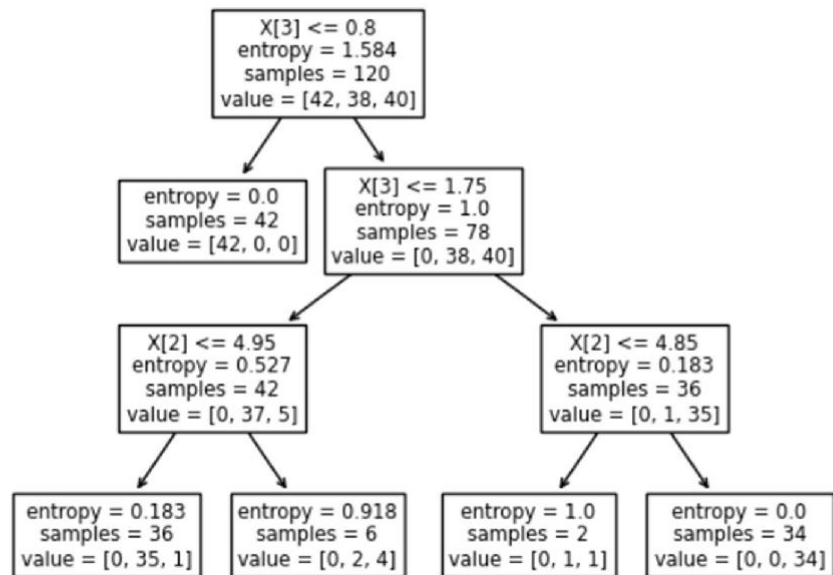 X[3] <= 0.8
entropy = 1.584
samples = 120
value = [42, 38, 40]
entropy = 0.0
samples = 42
value = [42, 0, 0]
X[3] <= 1.75
entropy = 1.0
samples = 78
value = [0, 38, 40]
X[2] <= 4.95
entropy = 0.527
samples = 42
value = [0, 37, 5]
X[2] <= 4.85
entropy = 0.183
samples = 36
value = [0, 1, 35]
entropy = 0.183
samples = 36
value = [0, 35, 1]
entropy = 0.918
samples = 6
value = [0, 2, 4]
entropy = 1.0
samples = 2
value = [0, 1, 1]
entropy = 0.0
samples = 34
value = [0, 0, 34]